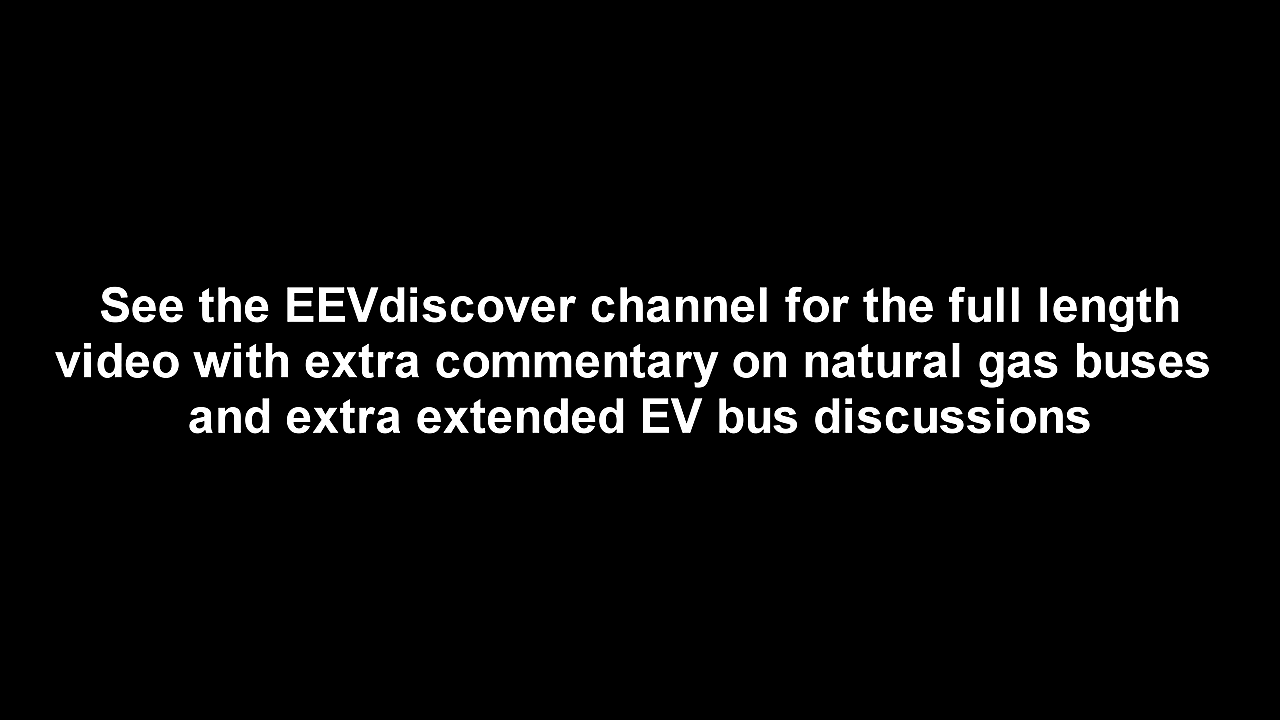 See the EEVdiscover channel for the full length
video with extra commentary on natural gas buses
and extra extended EV bus discussions